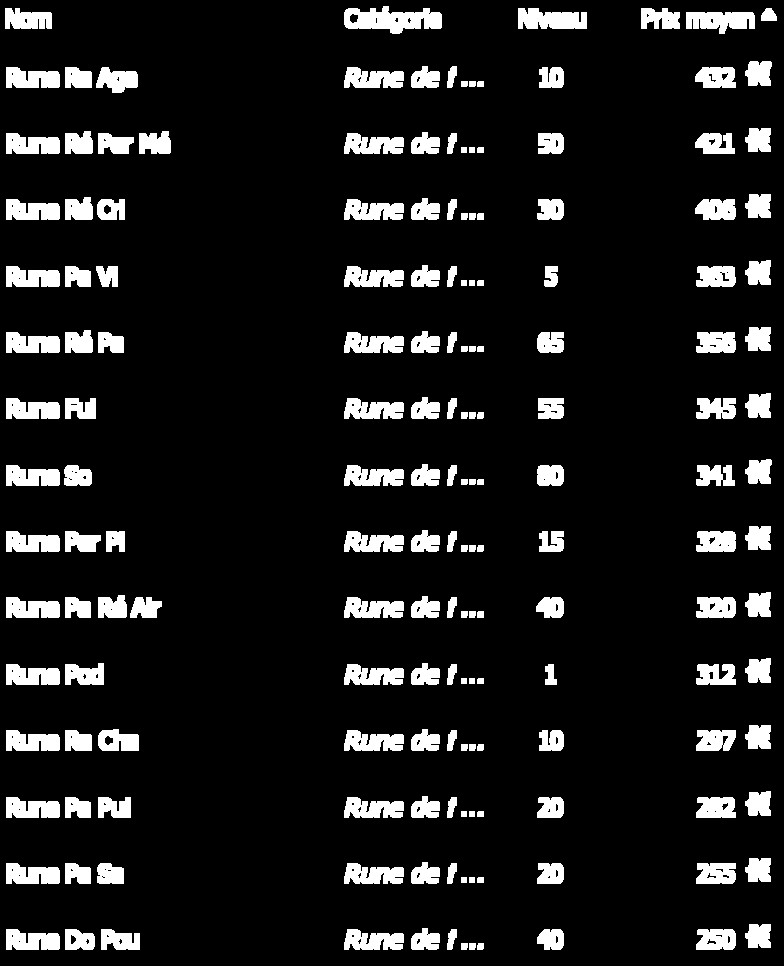 Nom Catégorie Niveau Prix moyen
Rune Ra Age Rune de f ... 10 432
Rune Ré Per Mé Rune de f ... 50 421
Rune Ré Cri Rune de f ... 30 406
Rune Pa Vi Rune de f ... 5 363
Rune Ré Pa Rune de f ... 65 356
Rune Fui Rune de f ... 55 345
Rune So Rune de f ... 80 341
Rune Per Pi Rune de f ... 15 328
Rune Pa Ré Air Rune de f ... 40 320
Rune Pod Rune de f ... 1 312
Rune Ra Cha Rune de f ... 10 297
Rune Pa Pui Rune de f ... 20 282
Rune Pa Sa Rune de f ... 20 255
Rune Do Pou Rune de f ... 40 250